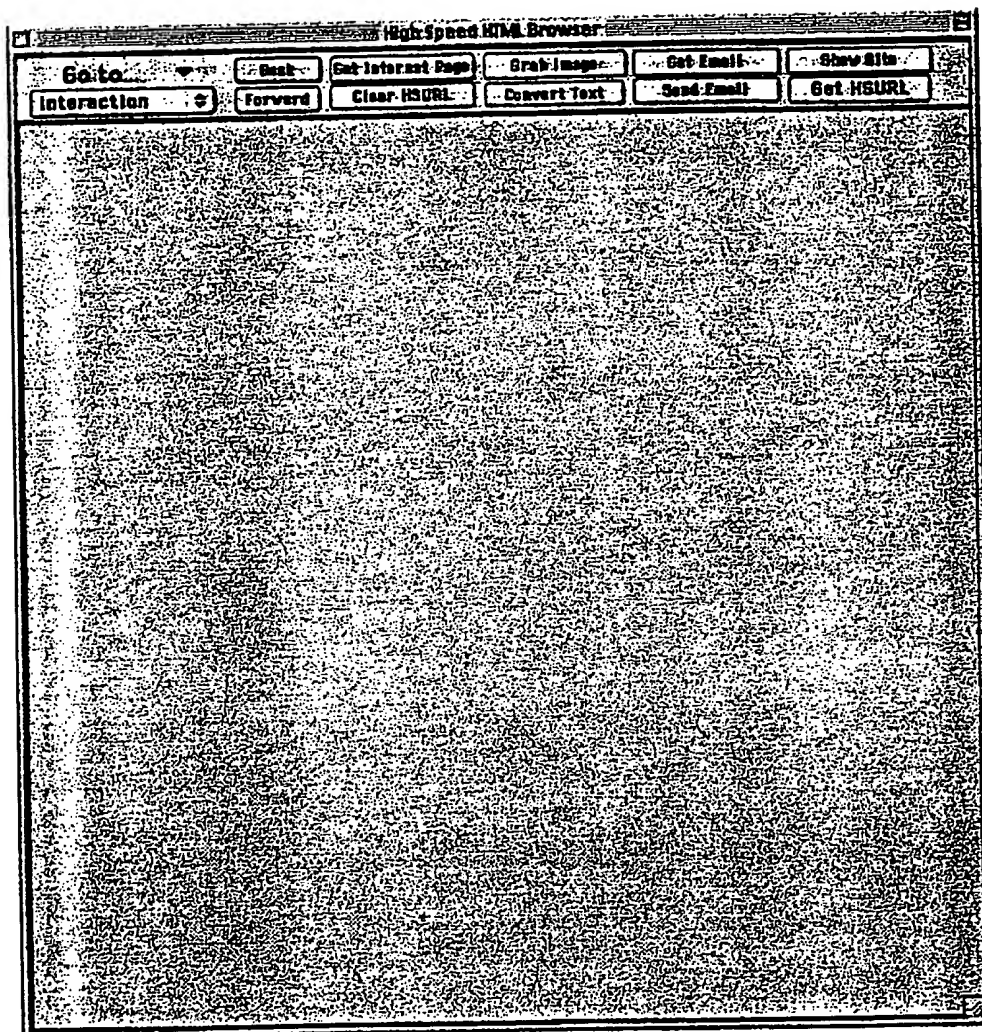 High Speed HTML Browser
Go to... Back Get Internet Page Grab Image Get Email Show Alts
Interaction Forward Clear HSURL Convert Text Send Email Get HSURL